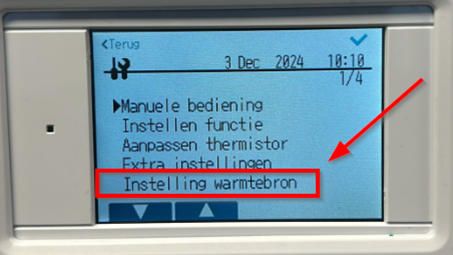 <Terug
3 Dec 2024 10:10
1/4
Manuele bediening
Instellen functie
Aanpassen thermistor
Extra instellingen
Instelling warmtebron